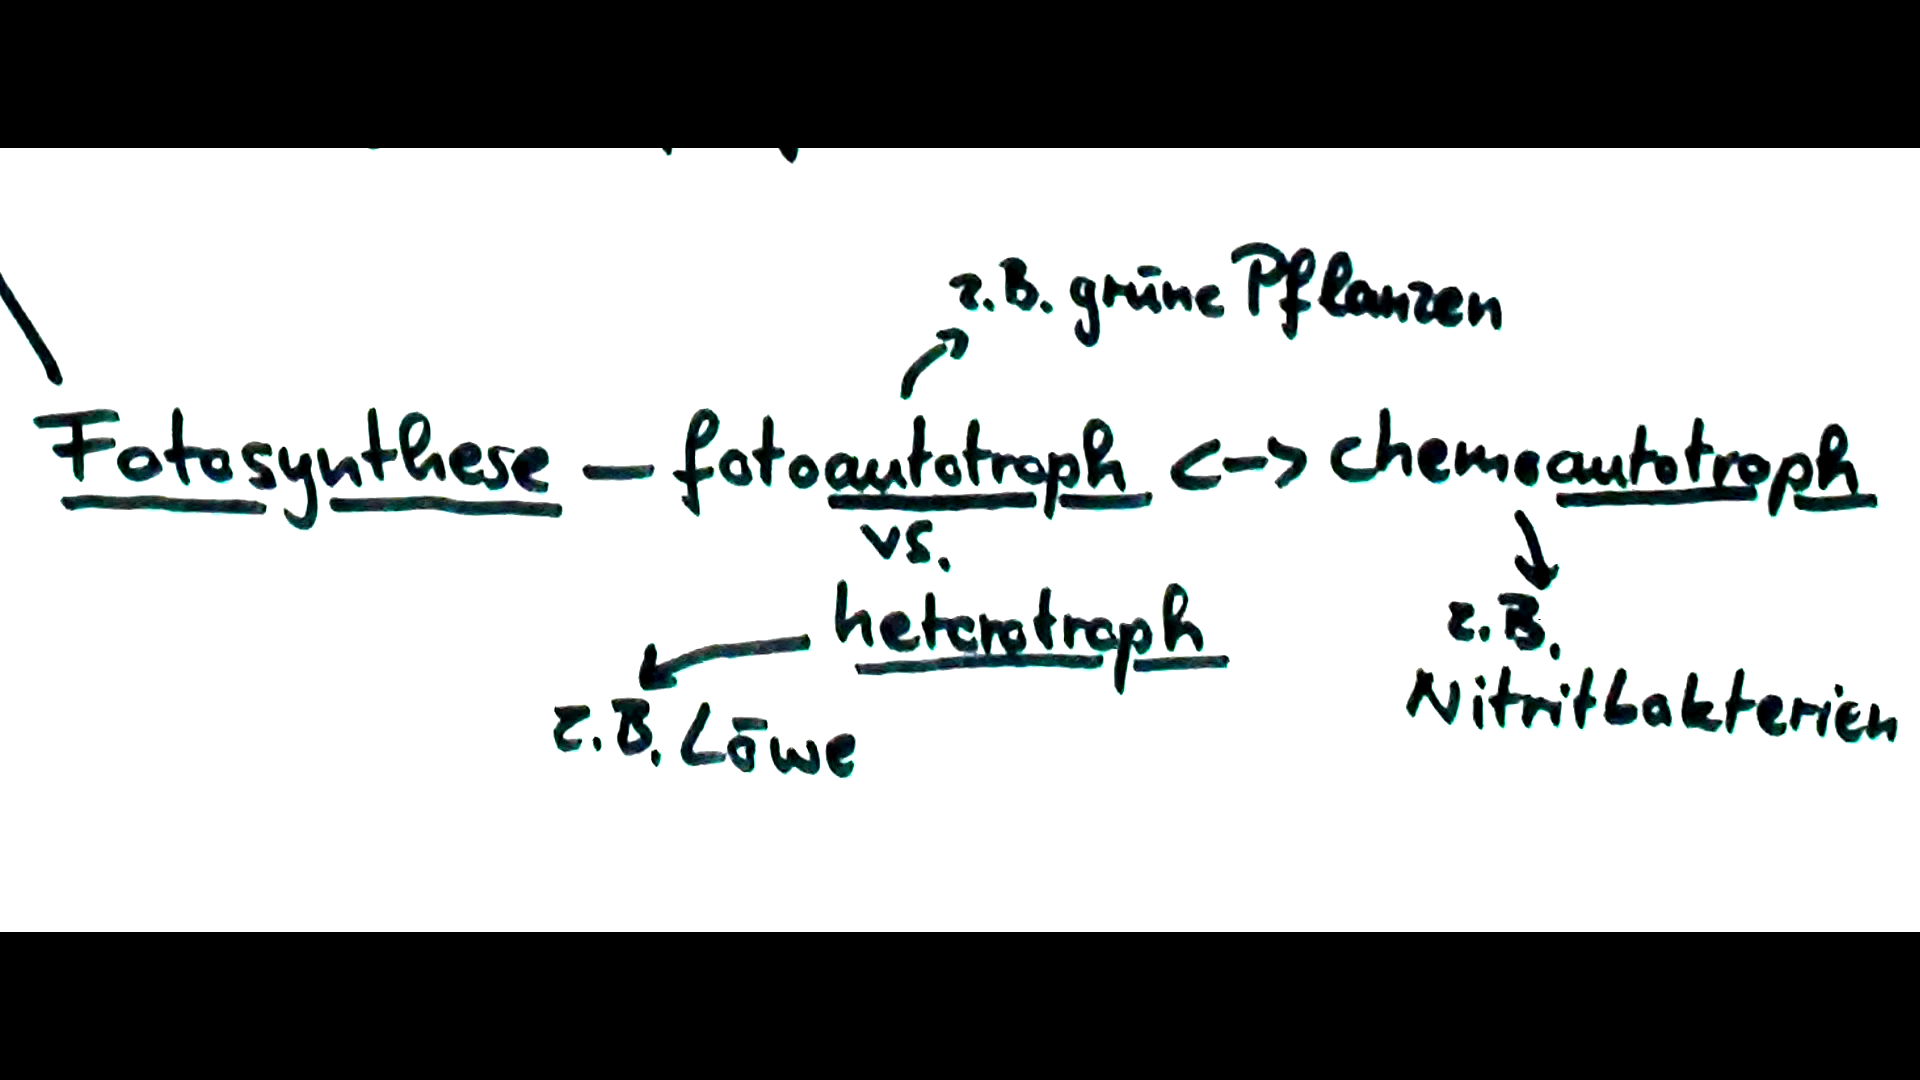 z.B. grüne Pflanzen
Fotosynthese – fotoautotroph <-> chemoautotroph
vs.
heterotroph
z.B.
Nitritbakterien
z.B. Löwe